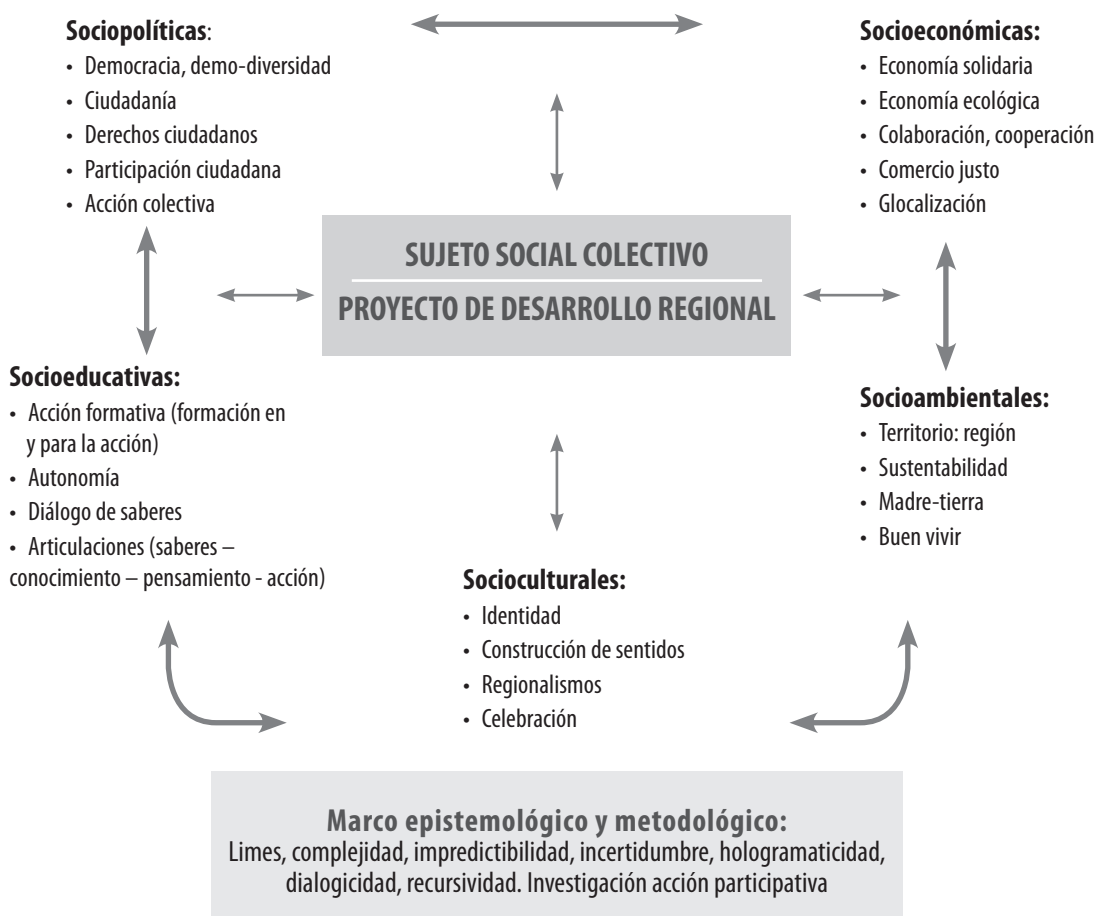 Sociopolíticas:
• Democracia, demo-diversidad
• Ciudadanía
• Derechos ciudadanos
• Participación ciudadana
• Acción colectiva
Socioeconómicas:
• Economía solidaria
• Economía ecológica
• Colaboración, cooperación
• Comercio justo
• Glocalización
SUJETO SOCIAL COLECTIVO
PROYECTO DE DESARROLLO REGIONAL
Socioeducativas:
• Acción formativa (formación en
y para la acción)
• Autonomía
• Diálogo de saberes
• Articulaciones (saberes –
conocimiento – pensamiento - acción)
Socioambientales:
• Territorio: región
• Sustentabilidad
• Madre-tierra
• Buen vivir
Socioculturales:
• Identidad
• Construcción de sentidos
• Regionalismos
• Celebración
Marco epistemológico y metodológico:
Limes, complejidad, impredictibilidad, incertidumbre, hologramaticidad,
dialogicidad, recursividad. Investigación acción participativa